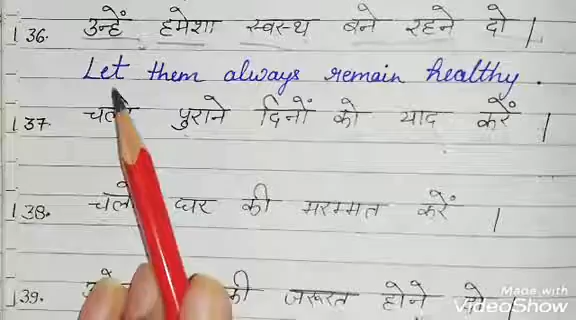 136. उन्हें हमेशा स्वस्थ बने रहने दो |
Let them always remain healthy.
137 चलो पुराने दिनों को याद करें |
138. चलो घर की मरम्मत करें |
139. की जरूरत होने दो |
Made with
VideoShow